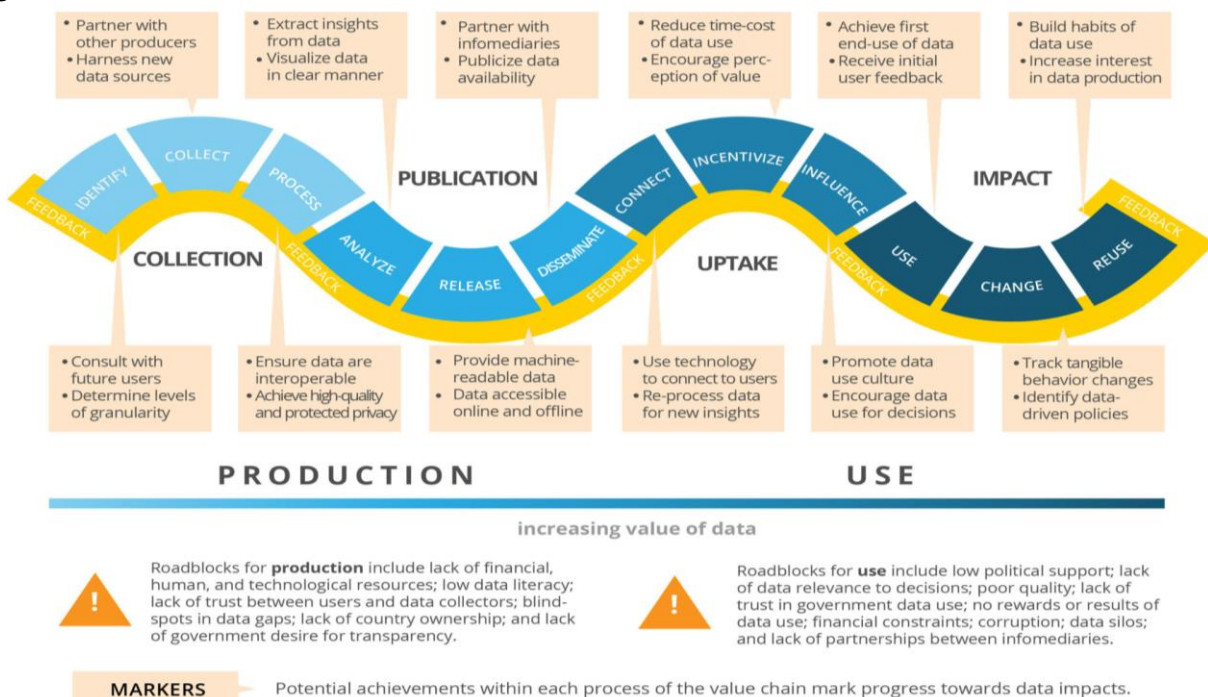 • Partner with
other producers
• Harness new
data sources
• Extract insights
from data
• Visualize data
in clear manner
• Partner with
infomediaries
• Publicize data
availability
• Reduce time-cost
of data use
• Encourage perc-
eption of value
• Achieve first
end-use of data
• Receive initial
user feedback
• Build habits of
data use
• Increase interest
in data production
IDENTIFY
COLLECT
PROCESS
ANALYZE
RELEASE
DISSEMINATE
CONNECT
INCENTIVIZE
INFLUENCE
USE
CHANGE
REUSE
FEEDBACK
FEEDBACK
FEEDBACK
FEEDBACK
FEEDBACK
COLLECTION
PUBLICATION
UPTAKE
IMPACT
• Consult with
future users
• Determine levels
of granularity
• Ensure data are
interoperable
• Achieve high-quality
and protected privacy
• Provide machine-
readable data
• Data accessible
online and offline
• Use technology
to connect to users
• Re-process data
for new insights
• Promote data
use culture
• Encourage data
use for decisions
• Track tangible
behavior changes
• Identify data-
driven policies
PRODUCTION
USE
increasing value of data
!
Roadblocks for production include lack of financial,
human, and technological resources; low data literacy;
lack of trust between users and data collectors; blind-
spots in data gaps; lack of country ownership; and lack
of government desire for transparency.
!
Roadblocks for use include low political support; lack
of data relevance to decisions; poor quality; lack of
trust in government data use; no rewards or results of
data use; financial constraints; corruption; data silos;
and lack of partnerships between infomediaries.
MARKERS
Potential achievements within each process of the value chain mark progress towards data impacts.